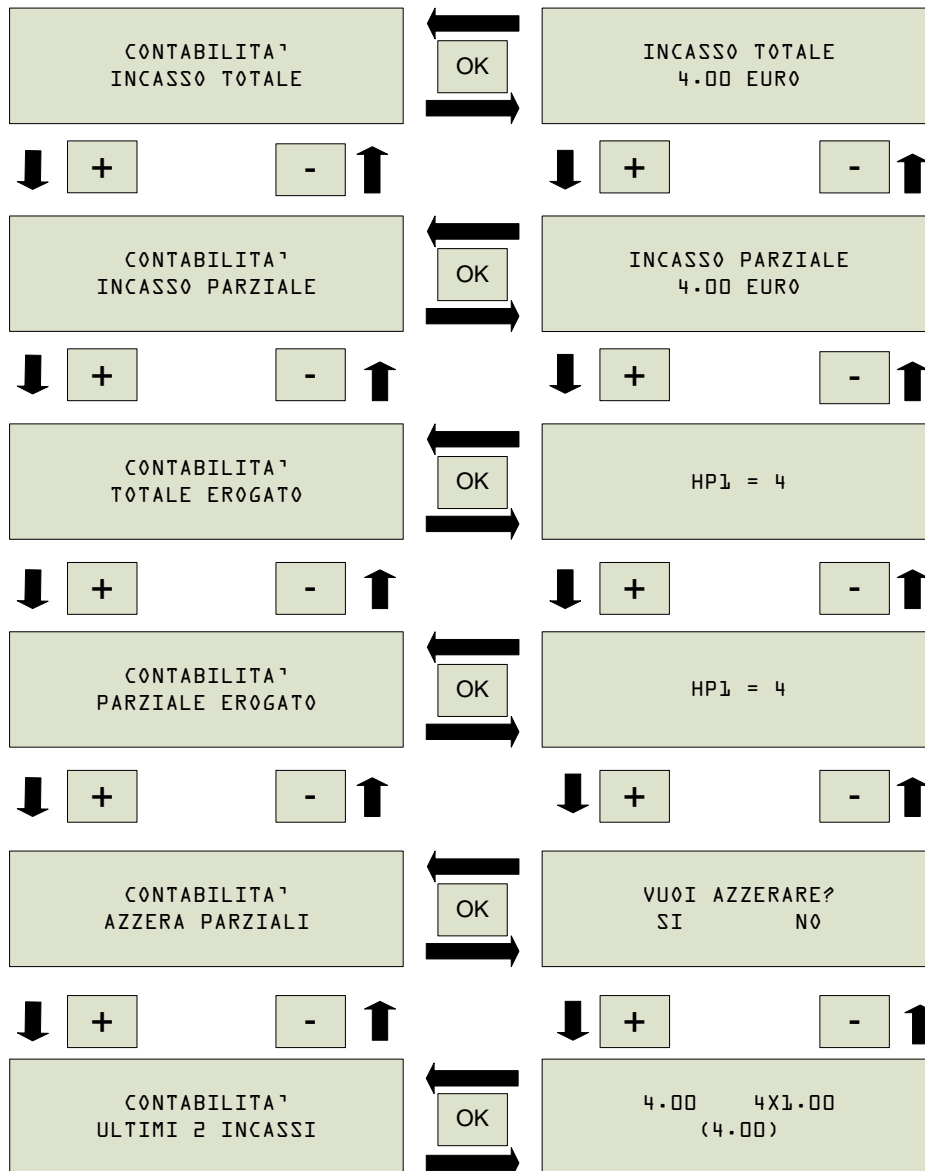 CONTABILITA'
INCASSO TOTALE
OK
INCASSO TOTALE
4.00 EURO
+
-
+
-
CONTABILITA'
INCASSO PARZIALE
OK
INCASSO PARZIALE
4.00 EURO
+
-
+
-
CONTABILITA'
TOTALE EROGATO
OK
HP1 = 4
+
-
+
-
CONTABILITA'
PARZIALE EROGATO
OK
HP1 = 4
+
-
+
-
CONTABILITA'
AZZERA PARZIALI
OK
VUOI AZZERARE?
SI NO
+
-
+
-
CONTABILITA'
ULTIMI 2 INCASSI
OK
4.00 4X1.00
(4.00)